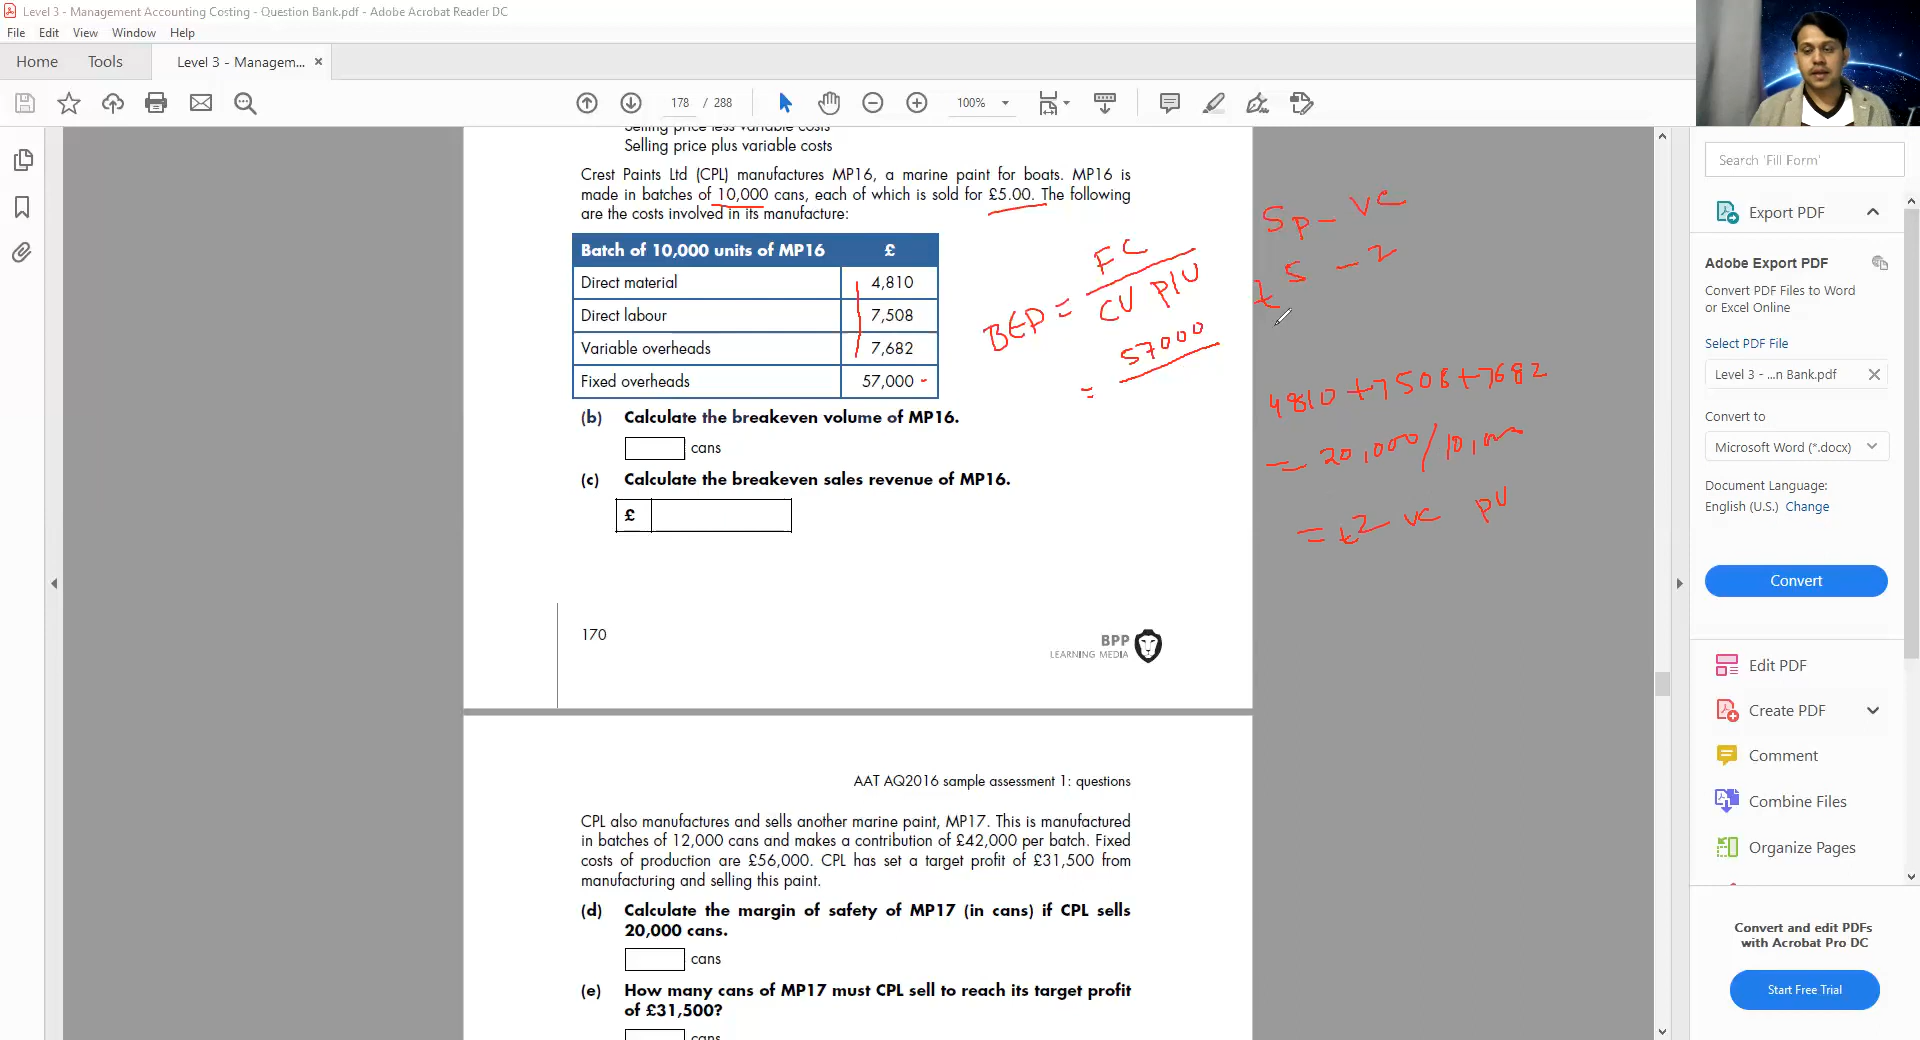 Level 3 - Management Accounting Costing - Question Bank.pdf - Adobe Acrobat Reader DC
File Edit View Window Help
Home Tools Level 3 - Managem... ×
178 / 288 100%
Selling price less variable costs
Selling price plus variable costs
Crest Paints Ltd (CPL) manufactures MP16, a marine paint for boats. MP16 is
made in batches of 10,000 cans, each of which is sold for £5.00. The following
are the costs involved in its manufacture:
Batch of 10,000 units of MP16 £
Direct material 4,810
Direct labour 7,508
Variable overheads 7,682
Fixed overheads 57,000
BEP = FC
CU P/U
= 57000
SP - VC
£5 - 2
4810 + 7508 + 7682
= 20,000 / 10,000
= £2 VC PU
(b) Calculate the breakeven volume of MP16.
cans
(c) Calculate the breakeven sales revenue of MP16.
£
170
BPP
LEARNING MEDIA
AAT AQ2016 sample assessment 1: questions
CPL also manufactures and sells another marine paint, MP17. This is manufactured
in batches of 12,000 cans and makes a contribution of £42,000 per batch. Fixed
costs of production are £56,000. CPL has set a target profit of £31,500 from
manufacturing and selling this paint.
(d) Calculate the margin of safety of MP17 (in cans) if CPL sells
20,000 cans.
cans
(e) How many cans of MP17 must CPL sell to reach its target profit
of £31,500?
cans
Search 'Fill Form'
Export PDF
Adobe Export PDF
Convert PDF Files to Word
or Excel Online
Select PDF File
Level 3 - ...n Bank.pdf
Convert to
Microsoft Word (*.docx)
Document Language:
English (U.S.) Change
Convert
Edit PDF
Create PDF
Comment
Combine Files
Organize Pages
Convert and edit PDFs
with Acrobat Pro DC
Start Free Trial